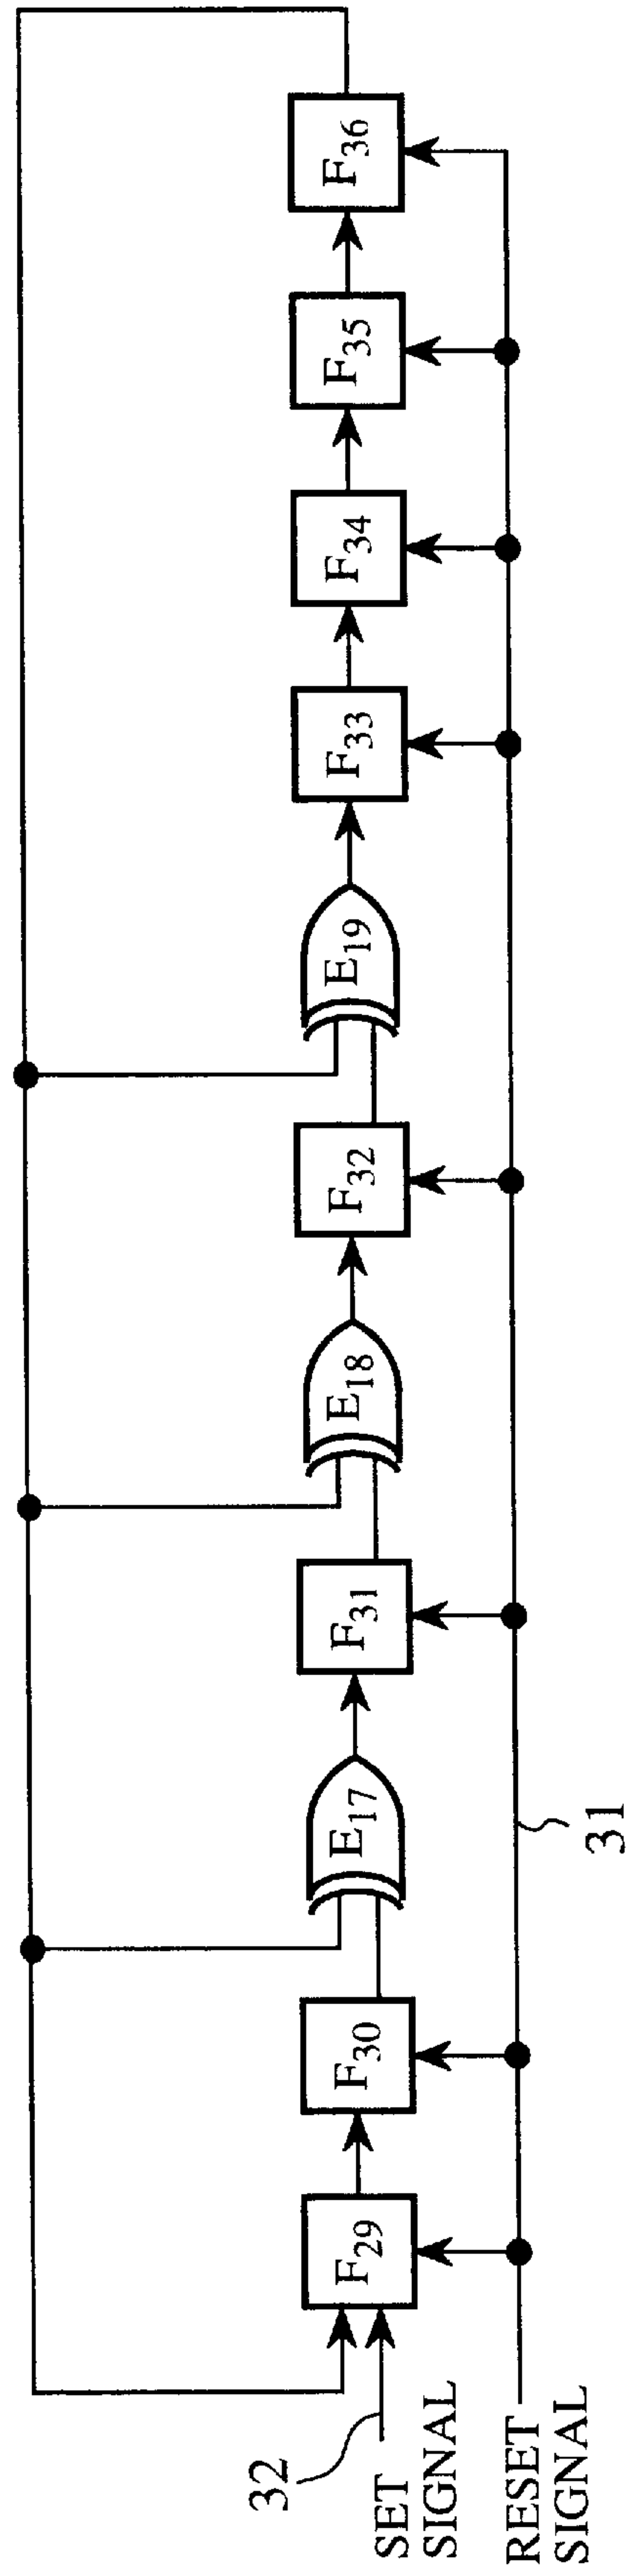 32
SET
SIGNAL
RESET
SIGNAL
31
F29
F30
E17
F31
E18
F32
E19
F33
F34
F35
F36